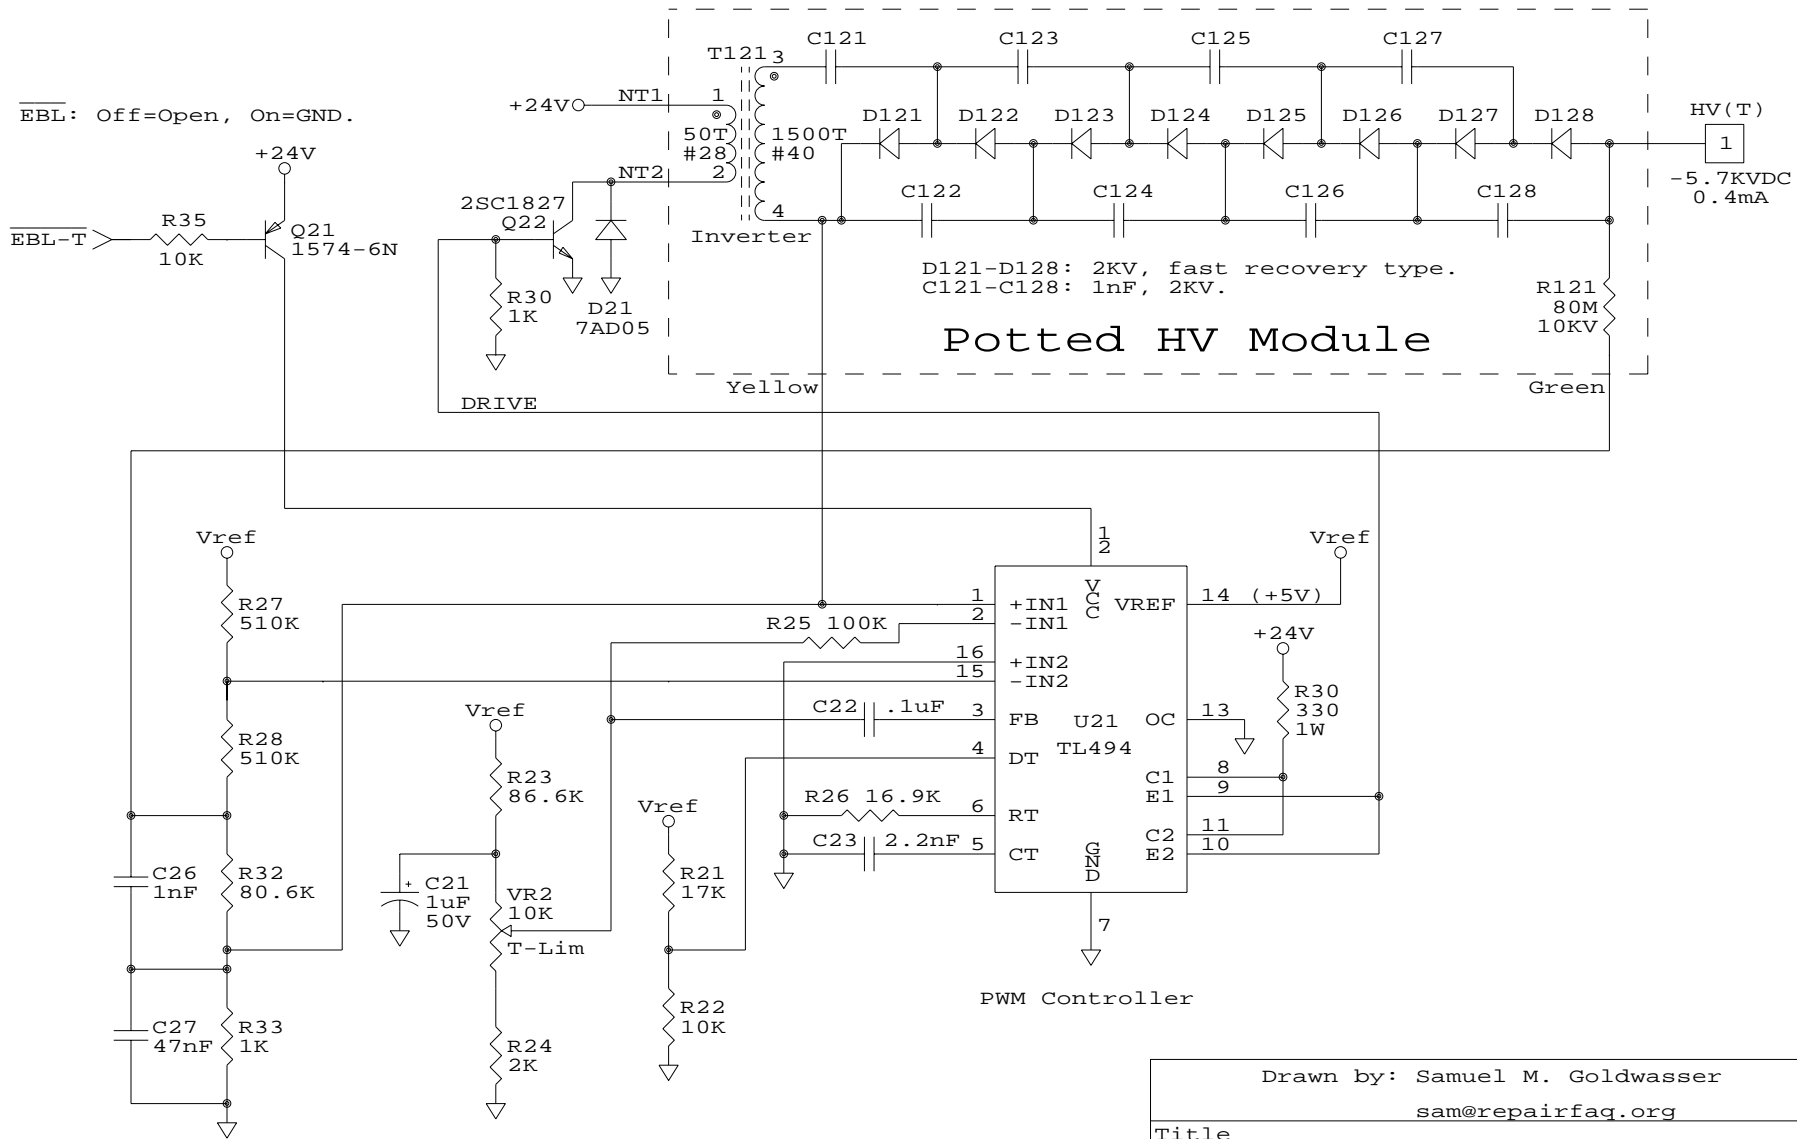 C121
C123
C125
C127
T121
3
+24V
NT1
1
EBL: Off=Open, On=GND.
D121
D122
D123
D124
D125
D126
D127
D128
HV(T)
1
50T
#28
1500T
#40
+24V
NT2
2
-5.7KVDC
0.4mA
C122
C124
C126
C128
2SC1827
Q22
4
R35
10K
EBL-T
Q21
1574-6N
Inverter
D121-D128: 2KV, fast recovery type.
C121-C128: 1nF, 2KV.
R30
1K
D21
7AD05
R121
80M
10KV
Potted HV Module
Yellow
Green
DRIVE
Vref
1
2
Vref
R27
510K
1
+IN1
VCC
VREF
14
(+5V)
2
-IN1
R25 100K
+24V
16
+IN2
15
-IN2
R30
330
1W
Vref
C22
.1uF
3
FB
U21
OC
13
R28
510K
4
DT
TL494
R23
86.6K
C1
8
Vref
R26 16.9K
6
RT
E1
9
C2
11
C23
2.2nF
5
CT
GND
E2
10
C26
1nF
R32
80.6K
C21
1uF
50V
+
VR2
10K
T-Lim
R21
17K
7
PWM Controller
C27
47nF
R33
1K
R22
10K
R24
2K
Drawn by: Samuel M. Goldwasser
sam@repairfaq.org
Title